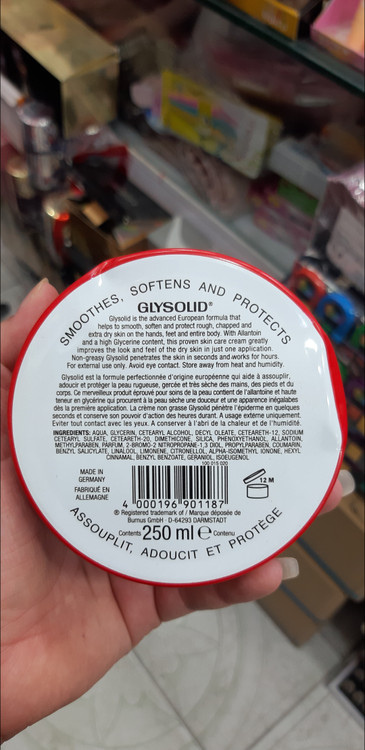 SMOOTHES, SOFTENS AND PROTECTS
GLYSOLID®
Glysolid is the advanced European formula that
helps to smooth, soften and protect rough, chapped and
extra dry skin on the hands, feet and entire body. With Allantoin
and a high Glycerine content, this proven skin care cream greatly
improves the look and feel of the dry skin in just one application.
Non-greasy Glysolid penetrates the skin in seconds and works for hours.
For external use only. Avoid eye contact. Store away from heat and humidity.
Glysolid est la formule perfectionnée d'origine européenne qui aide à assouplir,
adoucir et protéger la peau rugueuse, gercée et très sèche des mains, des pieds et du
corps. Ce merveilleux produit éprouvé pour soins de la peau contient de l'allantoïne et haute
teneur en glycérine qui procurent à la peau sèche une douceur et une apparence inégalables
dès la première application. La crème non grasse Glysolid pénètre l'épiderme en quelques
secondes et conserve son pouvoir d'action des heures durant. A usage externe uniquement.
Eviter tout contact avec les yeux. A conserver à l'abri de la chaleur et de l'humidité.
INGREDIENTS: AQUA, GLYCERIN, CETEARYL ALCOHOL, DECYL OLEATE, CETEARETH-12, SODIUM
CETEARYL SULFATE, CETEARETH-20, DIMETHICONE, SILICA, PHENOXYETHANOL, ALLANTOIN,
METHYLPARABEN, PARFUM, 2-BROMO-2 NITROPROPANE-1,3 DIOL, PROPYLPARABEN, COUMARIN,
BENZYL SALICYLATE, LINALOOL, LIMONENE, CITRONELLOL, ALPHA-ISOMETHYL IONONE, HEXYL
CINNAMAL, BENZYL BENZOATE, GERANIOL, ISOEUGENOL
100 015 020
MADE IN
GERMANY
FABRIQUÉ EN
ALLEMAGNE
12 M
4 000196 901187
® Registered trademark of / Marque déposée de
Burnus GmbH · D-64293 DARMSTADT
Contents 250 ml ℮ Contenu
ASSOUPLIT, ADOUCIT ET PROTÈGE